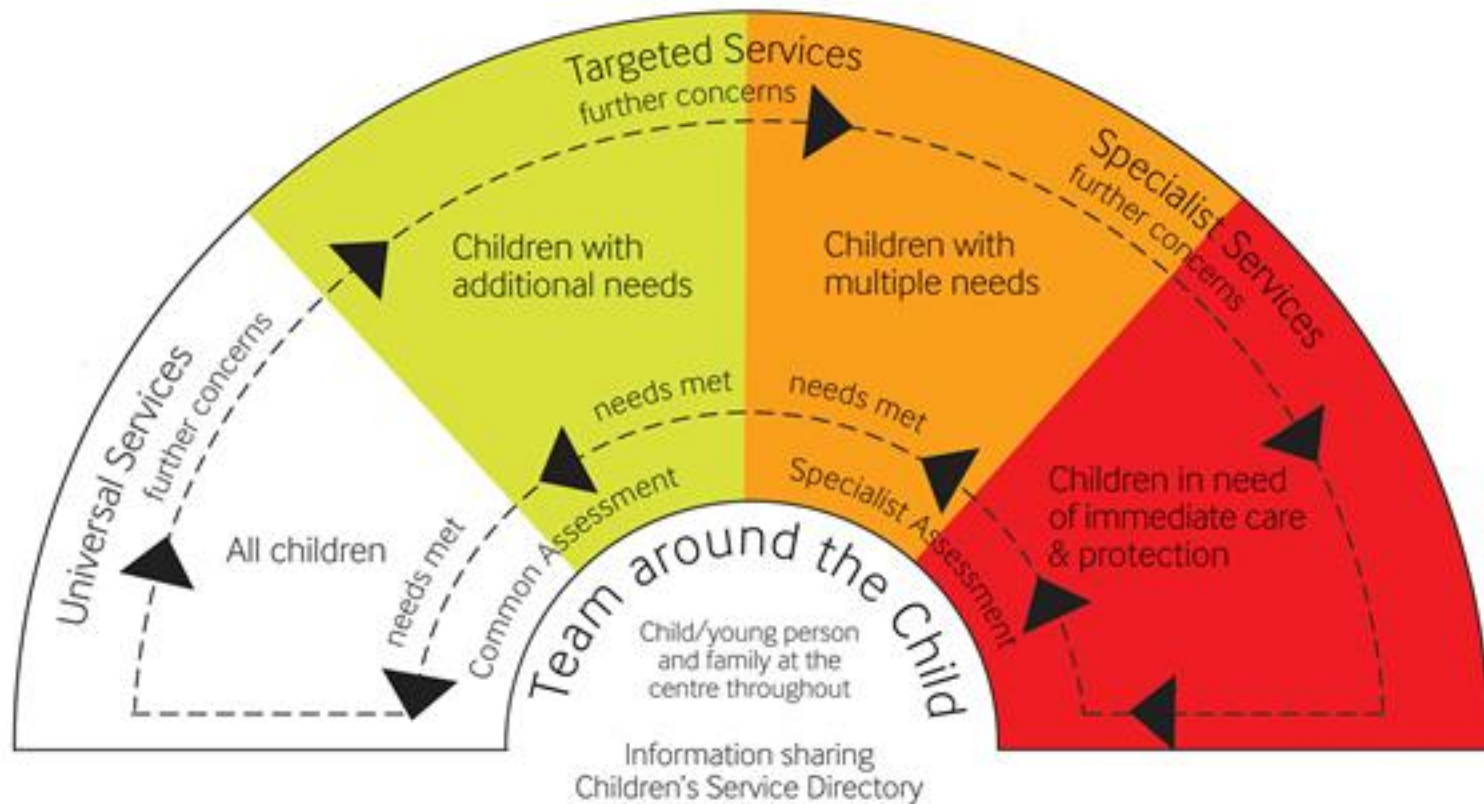 Targeted Services
further concerns
Specialist Services
further concerns
Universal Services
further concerns
Children with
additional needs
Children with
multiple needs
All children
Children in need
of immediate care
& protection
needs met
needs met
needs met
Common Assessment
Specialist Assessment
Team around the Child
Child/young person
and family at the
centre throughout
Information sharing
Children's Service Directory